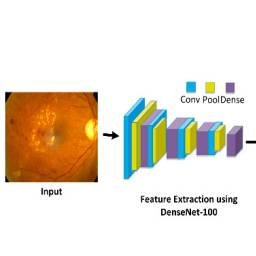 Conv Pool Dense
Input
Feature Extraction using
DenseNet-100